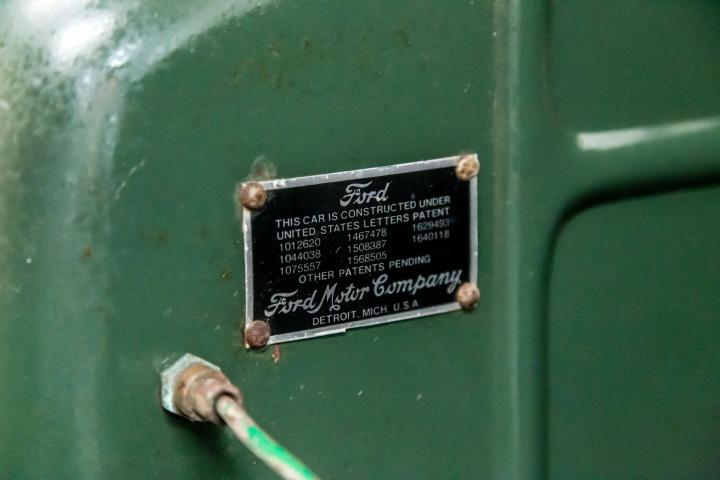 Ford
THIS CAR IS CONSTRUCTED UNDER
UNITED STATES LETTERS PATENT
1012620 1467478 1629493
1044038 1508387 1640118
1075557 1568505
OTHER PATENTS PENDING
Ford Motor Company
DETROIT, MICH. U.S.A.